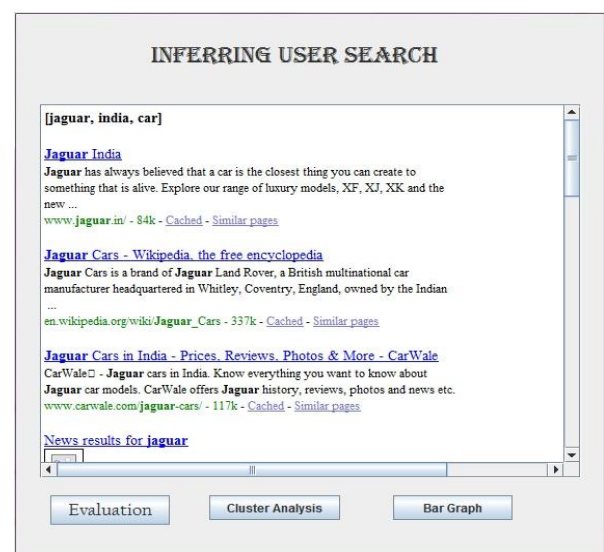 INFERRING USER SEARCH
[jaguar, india, car]
Jaguar India
Jaguar has always believed that a car is the closest thing you can create to
something that is alive. Explore our range of luxury models, XF, XJ, XK and the
new ...
www.jaguar.in/ - 84k - Cached - Similar pages
Jaguar Cars - Wikipedia, the free encyclopedia
Jaguar Cars is a brand of Jaguar Land Rover, a British multinational car
manufacturer headquartered in Whitley, Coventry, England, owned by the Indian
...
en.wikipedia.org/wiki/Jaguar_Cars - 337k - Cached - Similar pages
Jaguar Cars in India - Prices, Reviews, Photos & More - CarWale
CarWale□ - Jaguar cars in India. Know everything you want to know about
Jaguar car models. CarWale offers Jaguar history, reviews, photos and news etc.
www.carwale.com/jaguar-cars/ - 117k - Cached - Similar pages
News results for jaguar
Evaluation Cluster Analysis Bar Graph